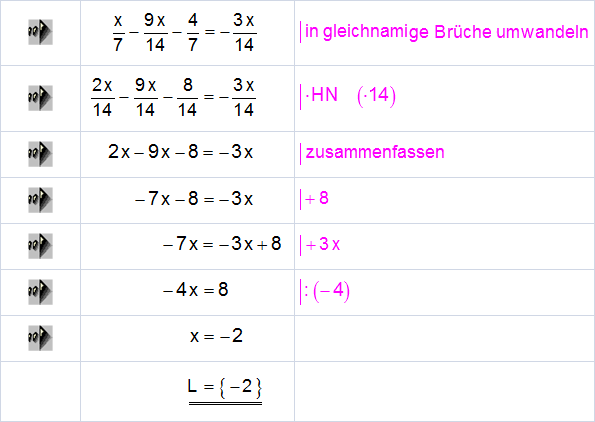 x/7 − 9x/14 − 4/7 = − 3x/14 |in gleichnamige Brüche umwandeln
2x/14 − 9x/14 − 8/14 = − 3x/14 |·HN (·14)
2x − 9x − 8 = −3x |zusammenfassen
−7x − 8 = −3x |+8
−7x = −3x + 8 |+3x
−4x = 8 |:(−4)
x = −2
L = {−2}